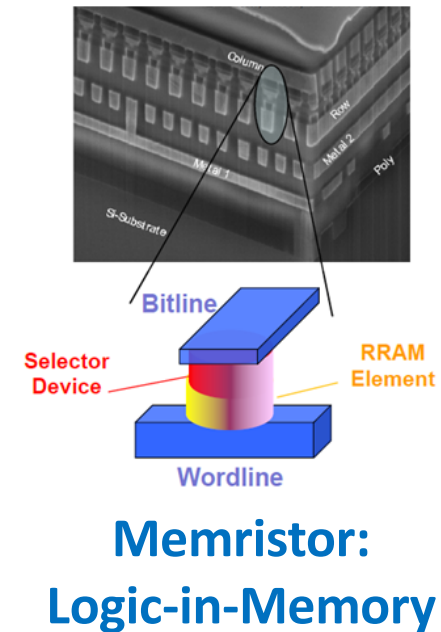 Column
Row
Metal 2
Poly
Metal 1
Si-Substrate
Bitline
Selector
Device
RRAM
Element
Wordline
Memristor:
Logic-in-Memory